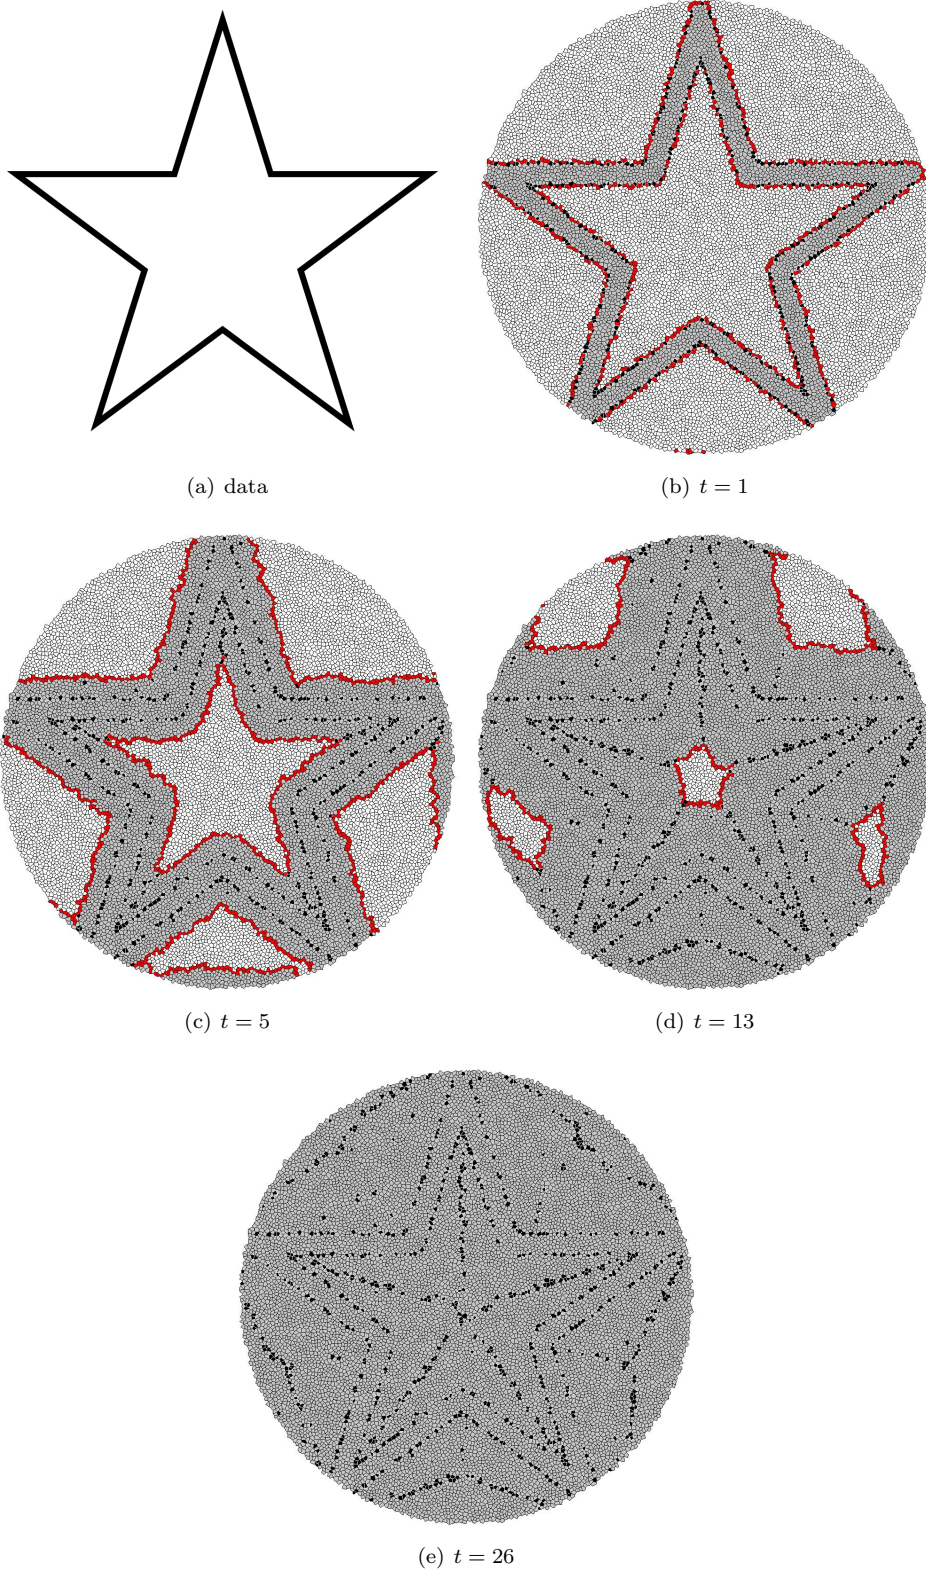 (a) data
(b) t = 1
(c) t = 5
(d) t = 13
(e) t = 26